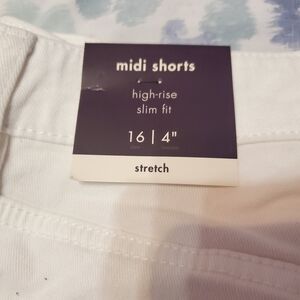 midi shorts
high-rise
slim fit
16 | 4"
stretch